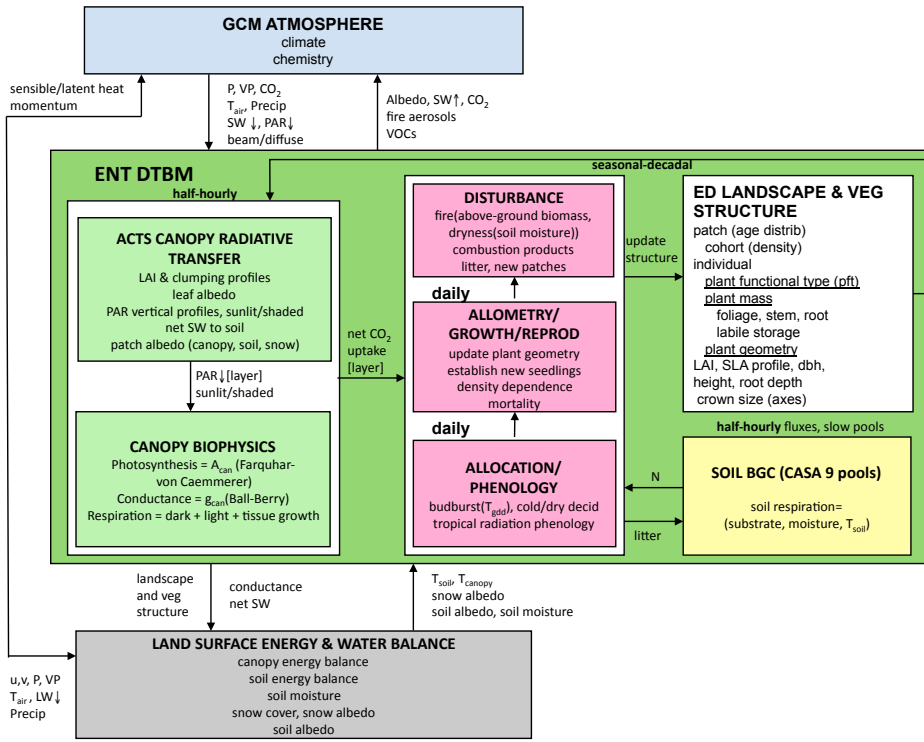 GCM ATMOSPHERE
climate
chemistry
sensible/latent heat
momentum
P, VP, CO₂
Tair, Precip
SW ↓, PAR↓
beam/diffuse
Albedo, SW↑, CO₂
fire aerosols
VOCs
ENT DTBM
half-hourly
seasonal-decadal
ACTS CANOPY RADIATIVE
TRANSFER
LAI & clumping profiles
leaf albedo
PAR vertical profiles, sunlit/shaded
net SW to soil
patch albedo (canopy, soil, snow)
PAR↓[layer]
sunlit/shaded
CANOPY BIOPHYSICS
Photosynthesis = Acan (Farquhar-
von Caemmerer)
Conductance = gcan(Ball-Berry)
Respiration = dark + light + tissue growth
net CO₂
uptake
[layer]
DISTURBANCE
fire(above-ground biomass,
dryness(soil moisture))
combustion products
litter, new patches
daily
ALLOMETRY/
GROWTH/REPROD
update plant geometry
establish new seedlings
density dependence
mortality
daily
ALLOCATION/
PHENOLOGY
budburst(Tgdd), cold/dry decid
tropical radiation phenology
update
structure
ED LANDSCAPE & VEG
STRUCTURE
patch (age distrib)
cohort (density)
individual
plant functional type (pft)
plant mass
foliage, stem, root
labile storage
plant geometry
LAI, SLA profile, dbh,
height, root depth
crown size (axes)
half-hourly fluxes, slow pools
N
litter
SOIL BGC (CASA 9 pools)
soil respiration=
(substrate, moisture, Tsoil)
landscape
and veg
structure
conductance
net SW
Tsoil, Tcanopy
snow albedo
soil albedo, soil moisture
LAND SURFACE ENERGY & WATER BALANCE
canopy energy balance
soil energy balance
soil moisture
snow cover, snow albedo
soil albedo
u,v, P, VP
Tair , LW↓
Precip